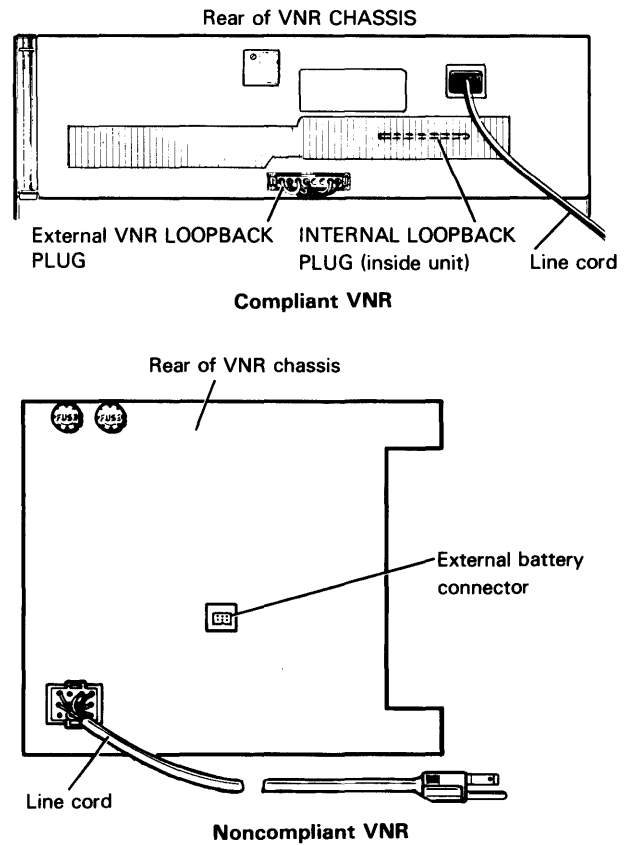 Rear of VNR CHASSIS
External VNR LOOPBACK
PLUG
INTERNAL LOOPBACK
PLUG (inside unit)
Line cord
Compliant VNR
Rear of VNR chassis
FUSE
FUSE
External battery
connector
Line cord
Noncompliant VNR